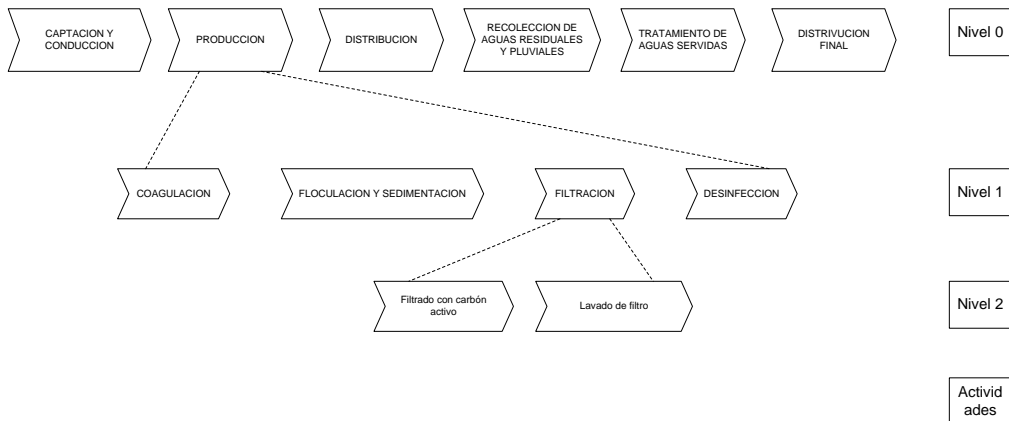 CAPTACION Y
CONDUCCION
PRODUCCION
DISTRIBUCION
RECOLECCION DE
AGUAS RESIDUALES
Y PLUVIALES
TRATAMIENTO DE
AGUAS SERVIDAS
DISTRIVUCION
FINAL
Nivel 0
COAGULACION
FLOCULACION Y SEDIMENTACION
FILTRACION
DESINFECCION
Nivel 1
Filtrado con carbón
activo
Lavado de filtro
Nivel 2
Activid
ades